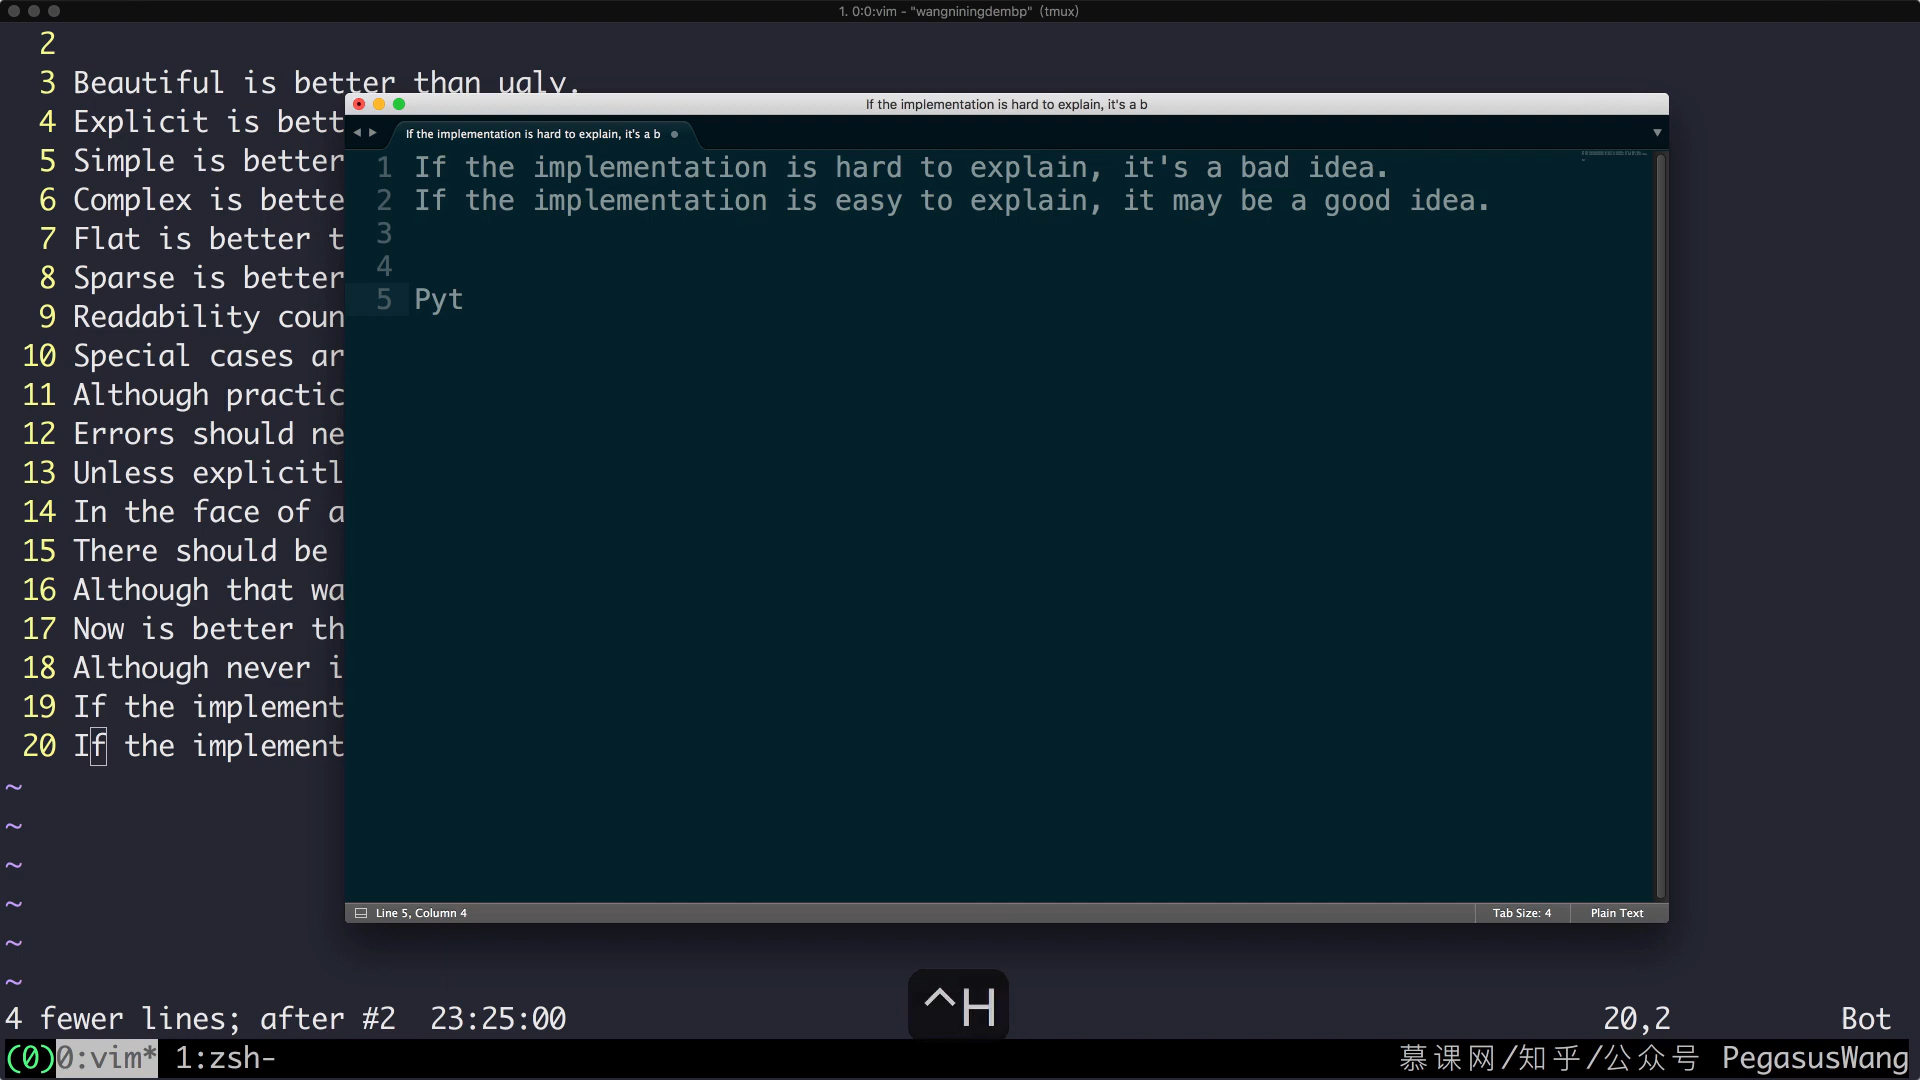 1. 0:0:vim - "wangniningdembp" (tmux)
2
3 Beautiful is better than ugly.
4 Explicit is bett
5 Simple is better
6 Complex is bette
7 Flat is better t
8 Sparse is better
9 Readability coun
10 Special cases ar
11 Although practic
12 Errors should ne
13 Unless explicitl
14 In the face of a
15 There should be
16 Although that wa
17 Now is better th
18 Although never i
19 If the implement
20 If the implement
~
~
~
~
~
~
If the implementation is hard to explain, it's a b
If the implementation is hard to explain, it's a b
1 If the implementation is hard to explain, it's a bad idea.
2 If the implementation is easy to explain, it may be a good idea.
3
4
5 Pyt
Line 5, Column 4 Tab Size: 4 Plain Text
^H
4 fewer lines; after #2 23:25:00 20,2 Bot
(0)0:vim* 1:zsh- 慕课网/知乎/公众号 PegasusWang